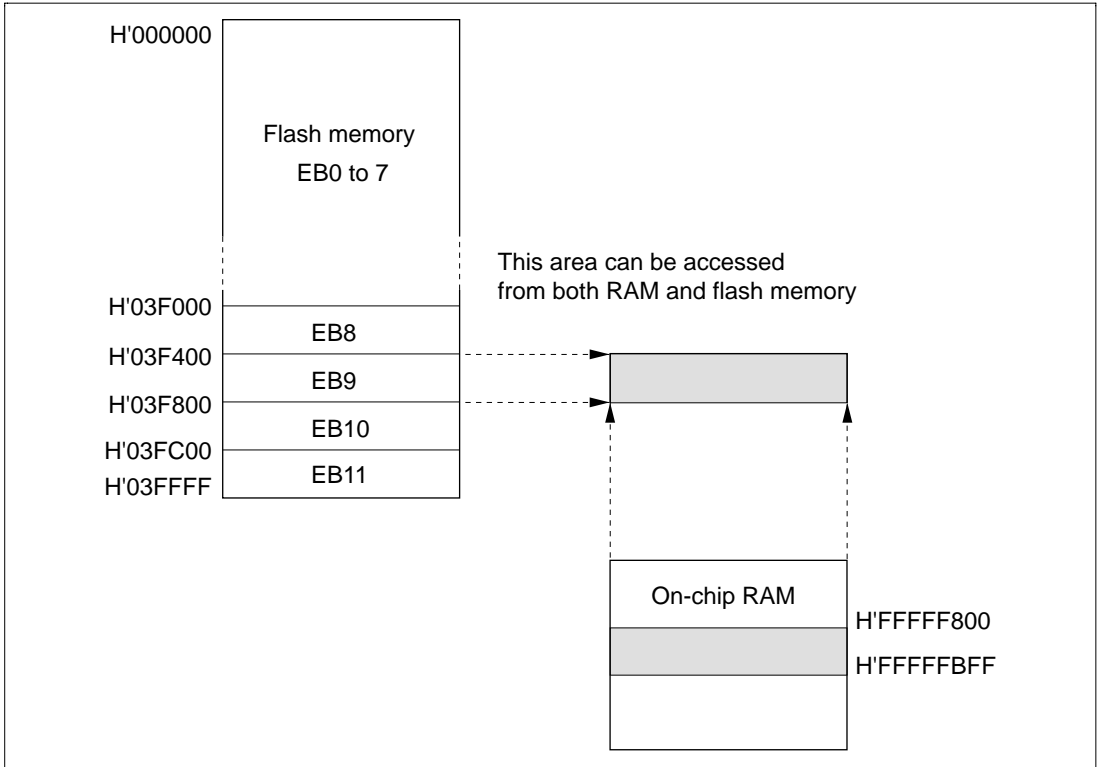 H'000000
Flash memory
EB0 to 7
This area can be accessed
from both RAM and flash memory
H'03F000
EB8
H'03F400
EB9
H'03F800
EB10
H'03FC00
EB11
H'03FFFF
On-chip RAM
H'FFFFF800
H'FFFFFBFF